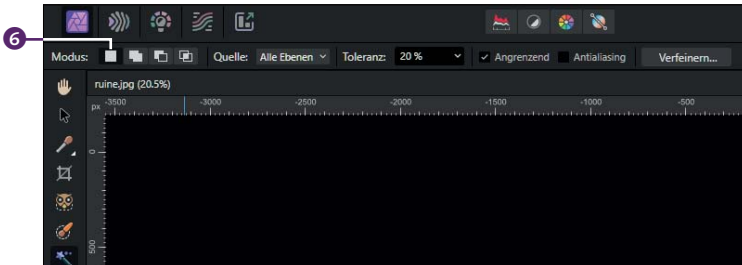 6
Modus: Quelle: Alle Ebenen Toleranz: 20 % Angrenzend Antialiasing Verfeinern...
ruine.jpg (20.5%)
px -3500 -3000 -2500 -2000 -1500 -1000 -500
0
500